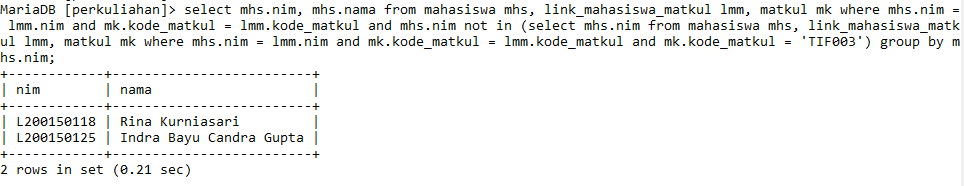 MariaDB [perkuliahan]> select mhs.nim, mhs.nama from mahasiswa mhs, link_mahasiswa_matkul lmm, matkul mk where mhs.nim =
 lmm.nim and mk.kode_matkul = lmm.kode_matkul and mhs.nim not in (select mhs.nim from mahasiswa mhs, link_mahasiswa_matk
ul lmm, matkul mk where mhs.nim = lmm.nim and mk.kode_matkul = lmm.kode_matkul and mk.kode_matkul = 'TIF003') group by m
hs.nim;
+------------+-------------------------+
| nim        | nama                    |
+------------+-------------------------+
| L200150118 | Rina Kurniasari         |
| L200150125 | Indra Bayu Candra Gupta |
+------------+-------------------------+
2 rows in set (0.21 sec)